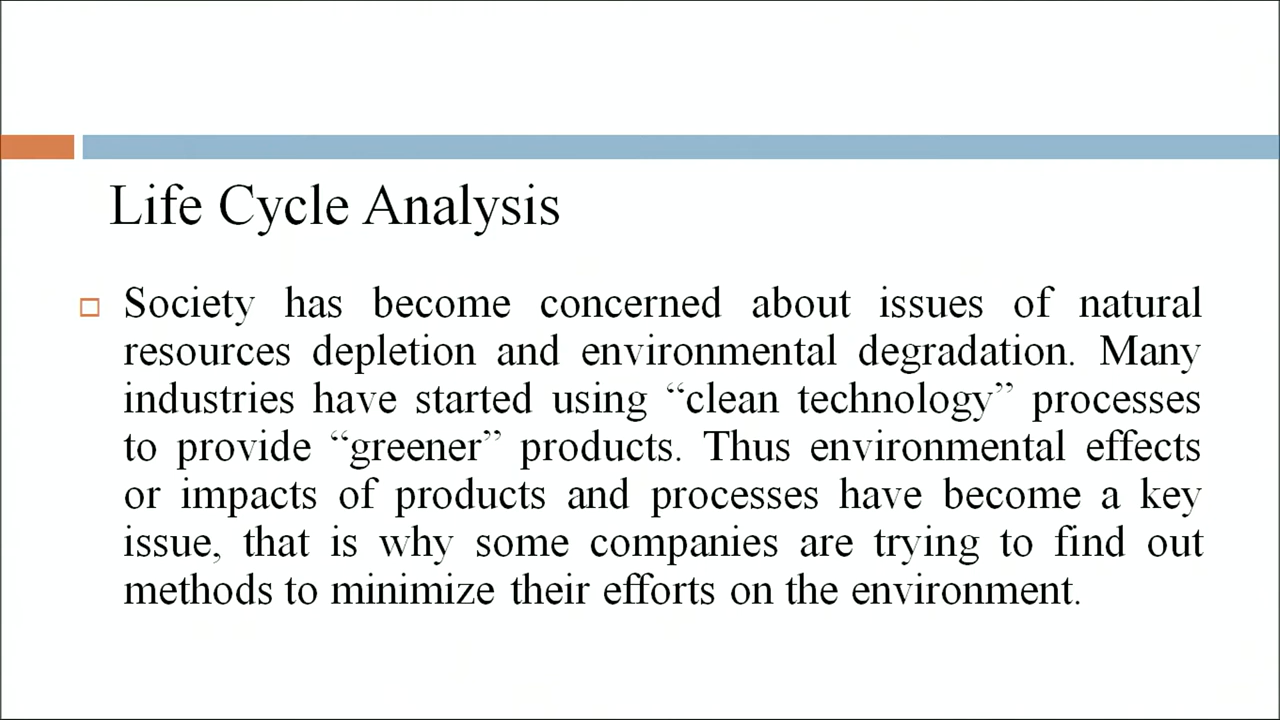 Life Cycle Analysis
Society has become concerned about issues of natural
resources depletion and environmental degradation. Many
industries have started using “clean technology” processes
to provide “greener” products. Thus environmental effects
or impacts of products and processes have become a key
issue, that is why some companies are trying to find out
methods to minimize their efforts on the environment.